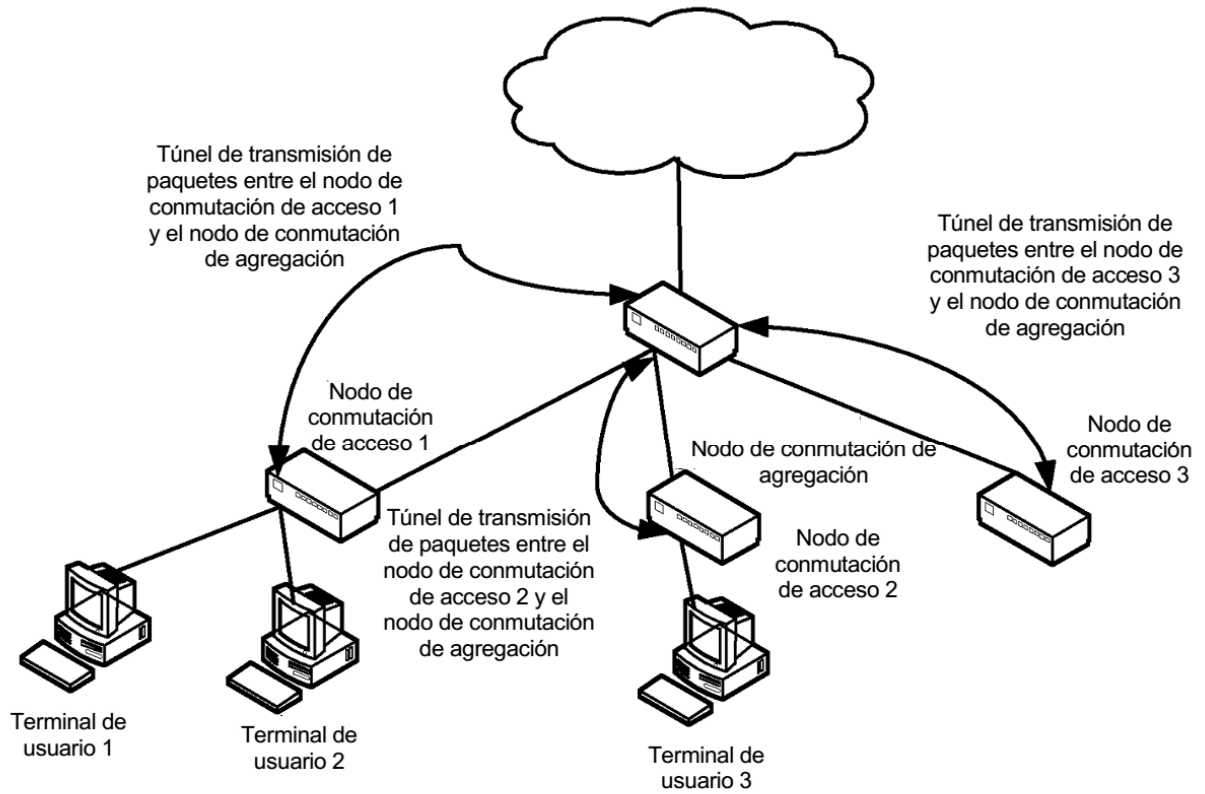 Túnel de transmisión de
paquetes entre el nodo de
conmutación de acceso 1
y el nodo de conmutación
de agregación
Túnel de transmisión de
paquetes entre el nodo de
conmutación de acceso 3
y el nodo de conmutación
de agregación
Nodo de
conmutación
de acceso 1
Nodo de conmutación de
agregación
Nodo de
conmutación
de acceso 3
Túnel de transmisión
de paquetes entre el
nodo de conmutación
de acceso 2 y el
nodo de conmutación
de agregación
Nodo de
conmutación
de acceso 2
Terminal de
usuario 1
Terminal de
usuario 2
Terminal de
usuario 3